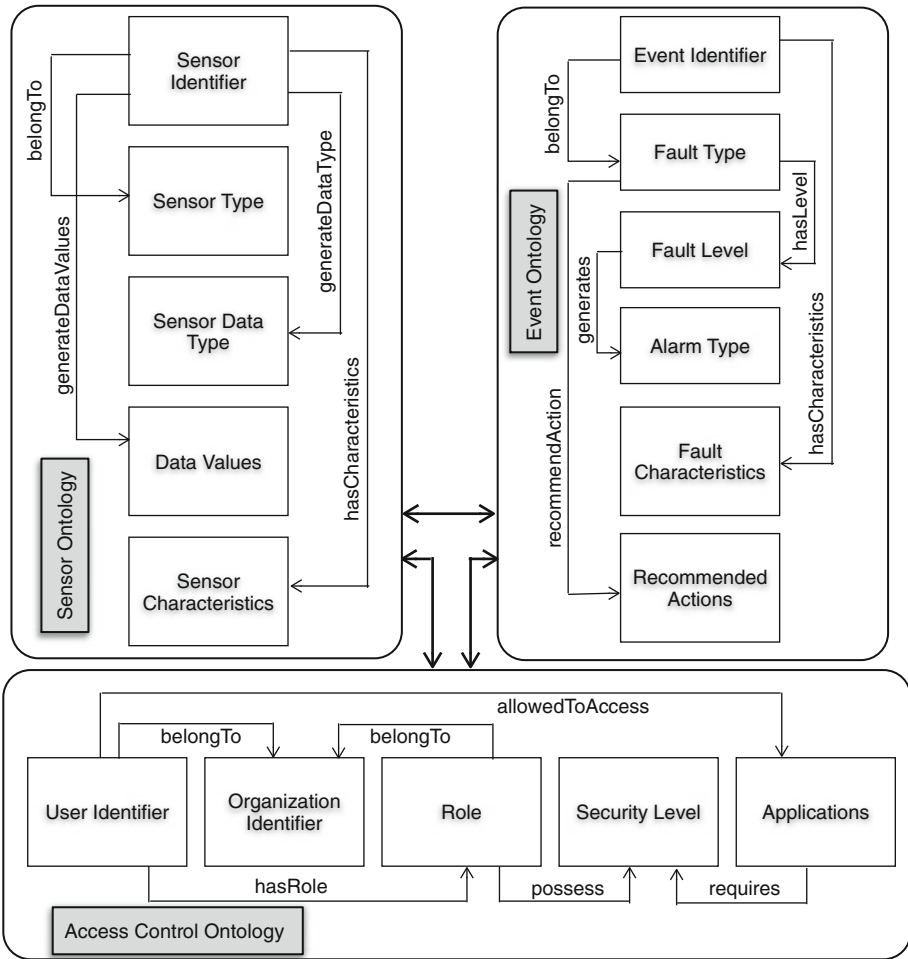 Sensor
Identifier
belongTo
generateDataValues
generateDataType
hasCharacteristics
Sensor Type
Sensor Data
Type
Data Values
Sensor
Characteristics
Sensor Ontology
Event Identifier
belongTo
Fault Type
hasLevel
Fault Level
generates
Alarm Type
hasCharacteristics
Fault
Characteristics
recommendAction
Recommended
Actions
Event Ontology
allowedToAccess
belongTo
belongTo
User Identifier
Organization
Identifier
Role
Security Level
Applications
hasRole
possess
requires
Access Control Ontology